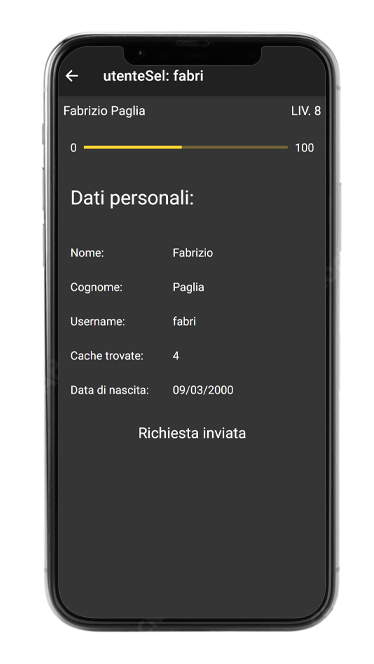 utenteSel: fabri
Fabrizio Paglia LIV. 8
0 100
Dati personali:
Nome: Fabrizio
Cognome: Paglia
Username: fabri
Cache trovate: 4
Data di nascita: 09/03/2000
Richiesta inviata